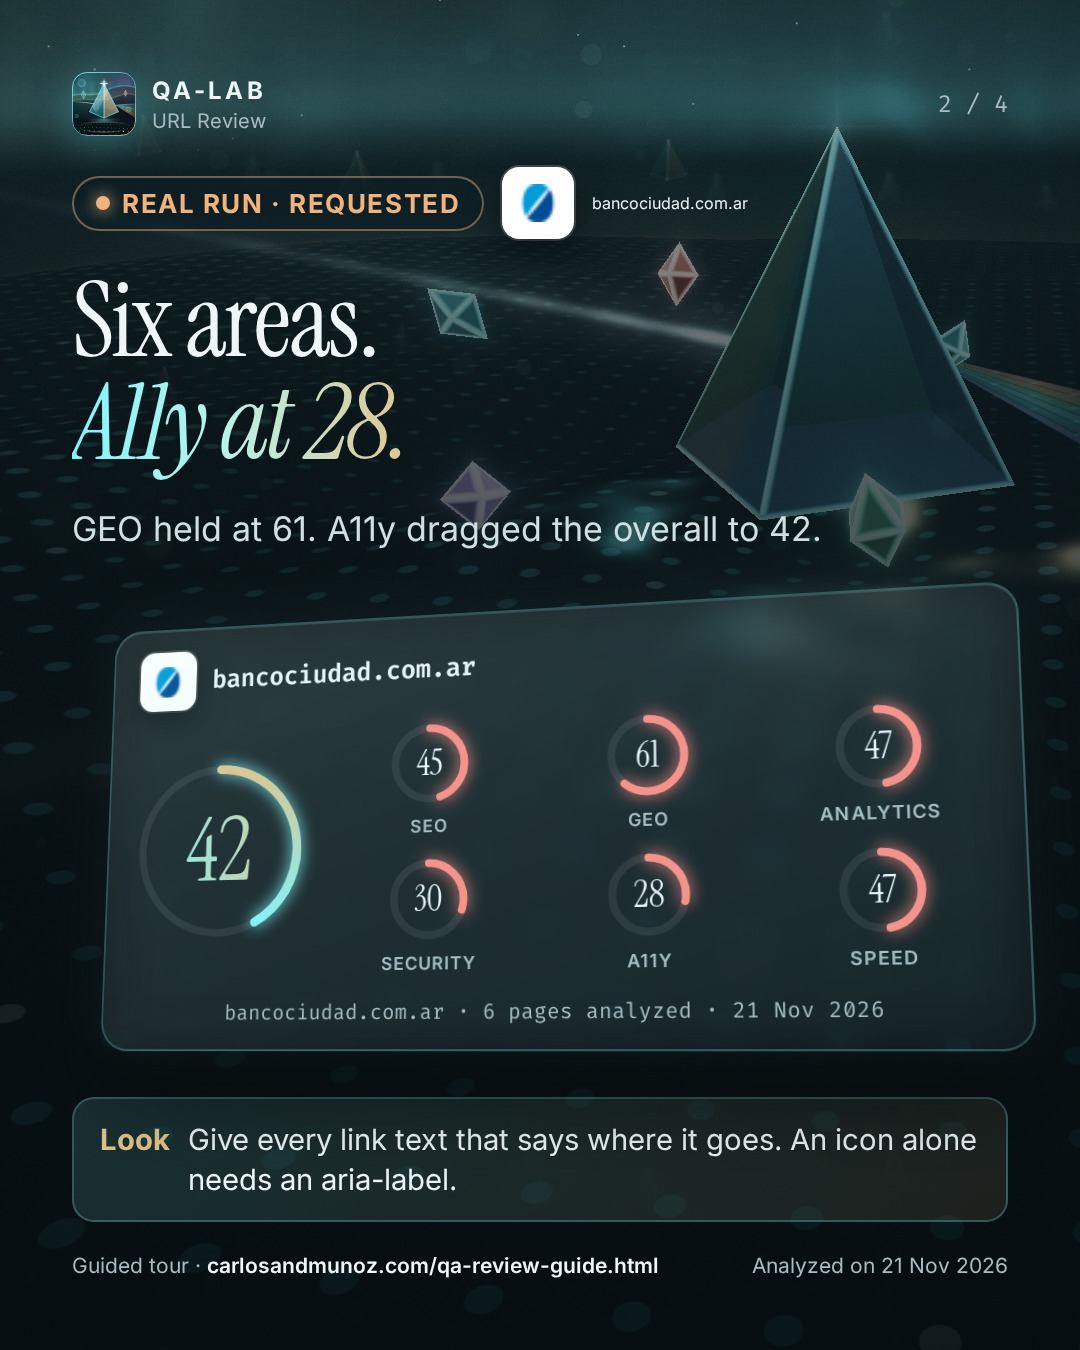 QA-LAB
URL Review
2 / 4
REAL RUN · REQUESTED
bancociudad.com.ar
Six areas.
A11y at 28.
GEO held at 61. A11y dragged the overall to 42.
bancociudad.com.ar
42
45
SEO
61
GEO
47
ANALYTICS
30
SECURITY
28
A11Y
47
SPEED
bancociudad.com.ar · 6 pages analyzed · 21 Nov 2026
Look Give every link text that says where it goes. An icon alone
needs an aria-label.
Guided tour · carlosandmunoz.com/qa-review-guide.html
Analyzed on 21 Nov 2026